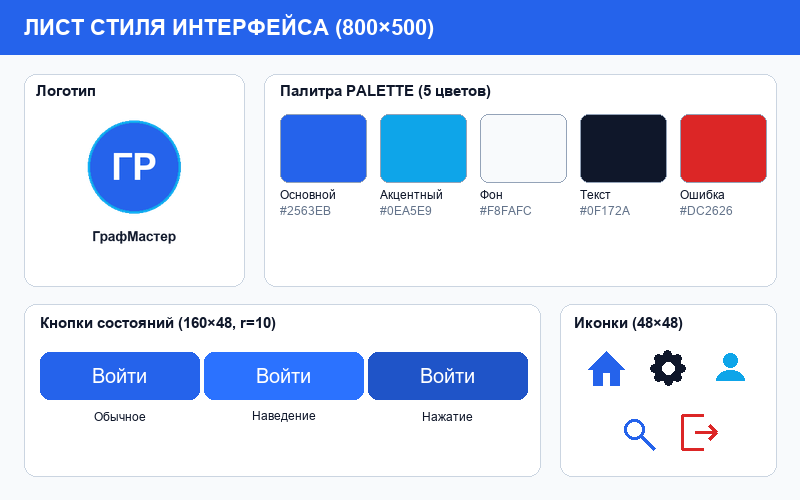 ЛИСТ СТИЛЯ ИНТЕРФЕЙСА (800×500)
Логотип
ГР
ГрафМастер
Палитра PALETTE (5 цветов)
Основной
#2563EB
Акцентный
#0EA5E9
Фон
#F8FAFC
Текст
#0F172A
Ошибка
#DC2626
Кнопки состояний (160×48, r=10)
Войти
Обычное
Войти
Наведение
Войти
Нажатие
Иконки (48×48)